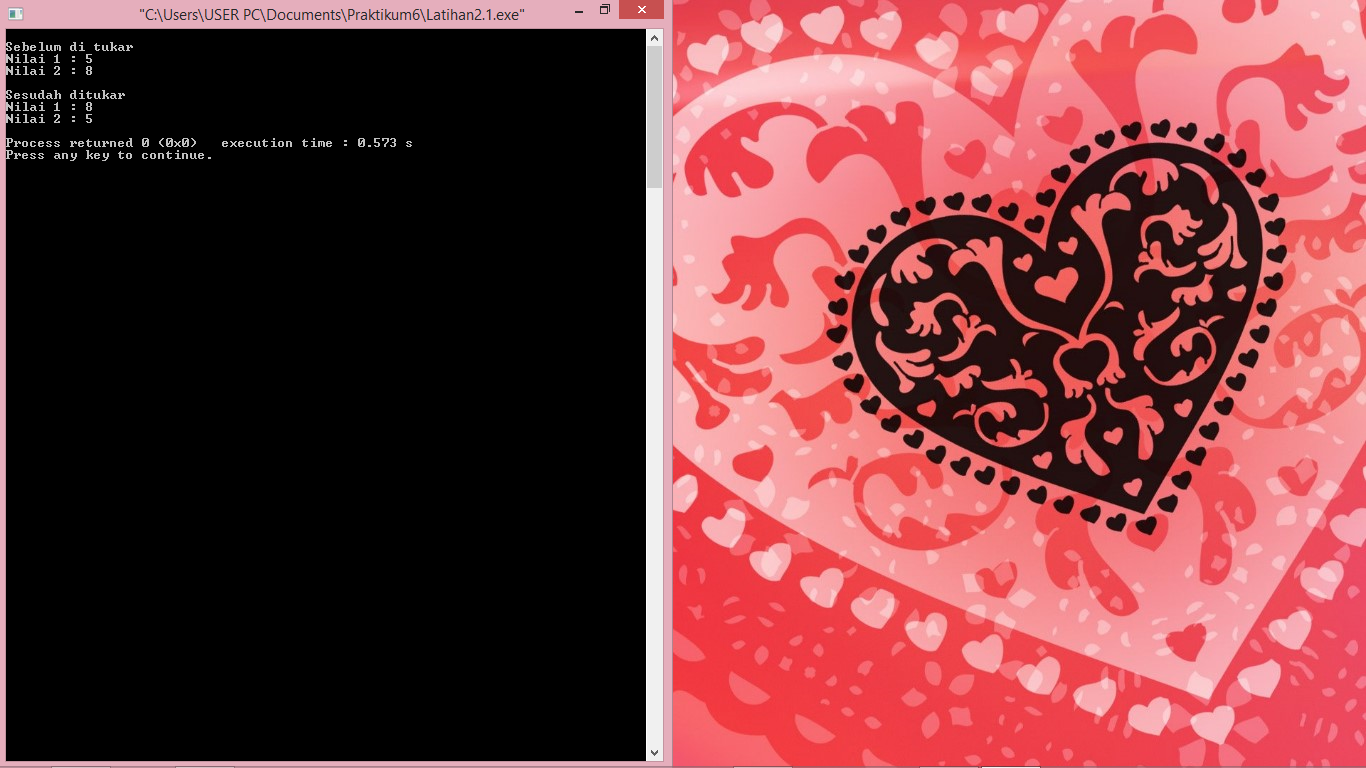 "C:\Users\USER PC\Documents\Praktikum6\Latihan2.1.exe"
Sebelum di tukar
Nilai 1 : 5
Nilai 2 : 8
Sesudah ditukar
Nilai 1 : 8
Nilai 2 : 5
Process returned 0 (0x0)   execution time : 0.573 s
Press any key to continue.